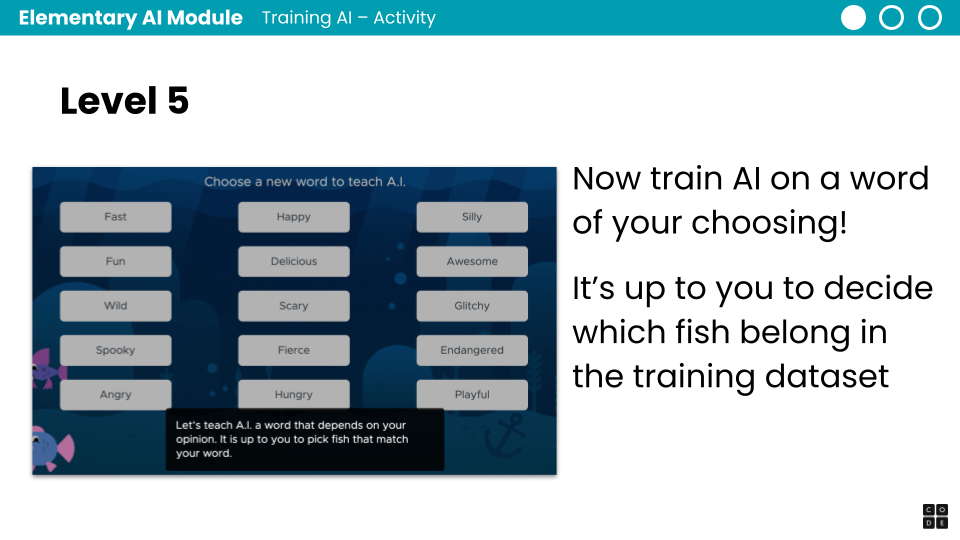 Elementary AI Module Training AI – Activity
Level 5
Choose a new word to teach A.I.
Fast Happy Silly
Fun Delicious Awesome
Wild Scary Glitchy
Spooky Fierce Endangered
Angry Hungry Playful
Let's teach A.I. a word that depends on your
opinion. It is up to you to pick fish that match
your word.
Now train AI on a word
of your choosing!
It’s up to you to decide
which fish belong in
the training dataset
C O
D E